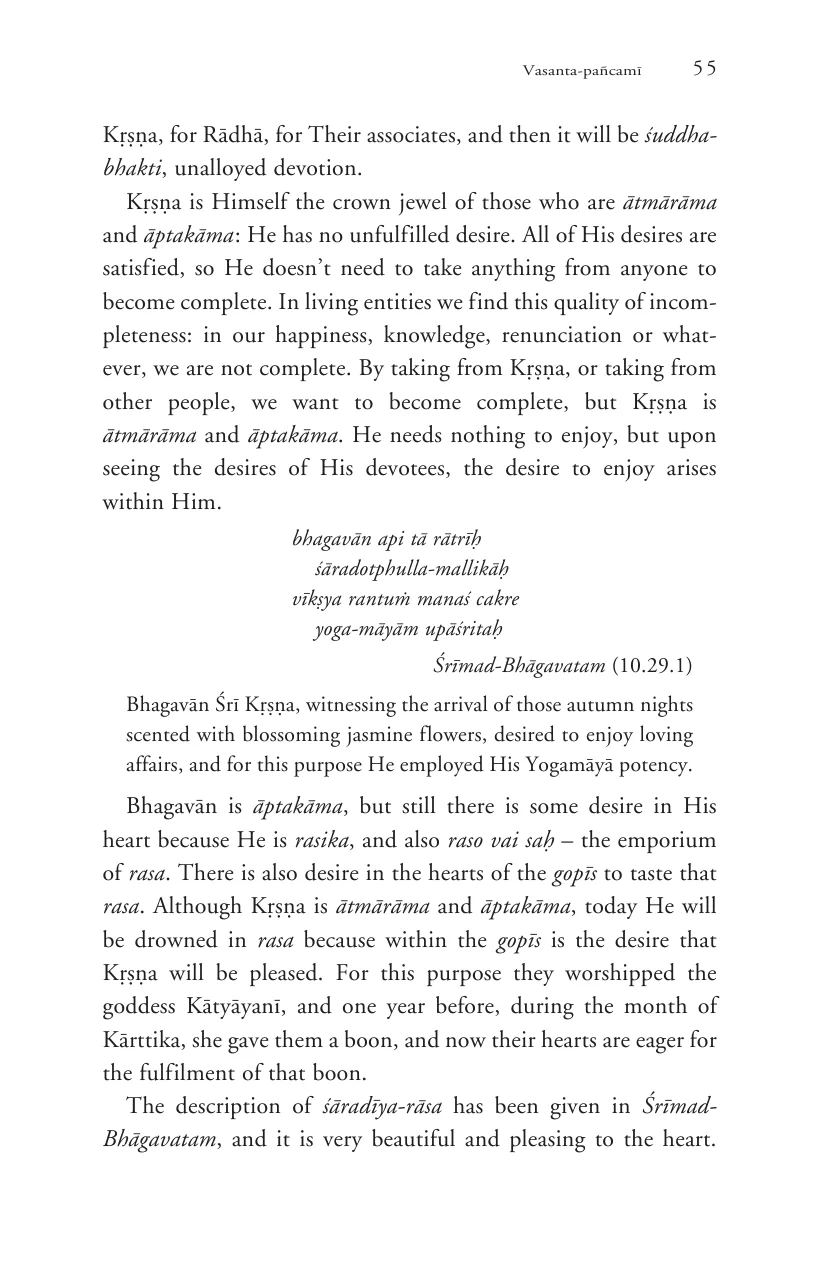 Vasanta-pañcamī 55
Kṛṣṇa, for Rādhā, for Their associates, and then it will be śuddha-
bhakti, unalloyed devotion.
Kṛṣṇa is Himself the crown jewel of those who are ātmārāma
and āptakāma: He has no unfulfilled desire. All of His desires are
satisfied, so He doesn’t need to take anything from anyone to
become complete. In living entities we find this quality of incom-
pleteness: in our happiness, knowledge, renunciation or what-
ever, we are not complete. By taking from Kṛṣṇa, or taking from
other people, we want to become complete, but Kṛṣṇa is
ātmārāma and āptakāma. He needs nothing to enjoy, but upon
seeing the desires of His devotees, the desire to enjoy arises
within Him.
bhagavān api tā rātrīḥ
śāradotphulla-mallikāḥ
vīkṣya rantuṁ manaś cakre
yoga-māyām upāśritaḥ
Śrīmad-Bhāgavatam (10.29.1)
Bhagavān Śrī Kṛṣṇa, witnessing the arrival of those autumn nights
scented with blossoming jasmine flowers, desired to enjoy loving
affairs, and for this purpose He employed His Yogamāyā potency.
Bhagavān is āptakāma, but still there is some desire in His
heart because He is rasika, and also raso vai saḥ – the emporium
of rasa. There is also desire in the hearts of the gopīs to taste that
rasa. Although Kṛṣṇa is ātmārāma and āptakāma, today He will
be drowned in rasa because within the gopīs is the desire that
Kṛṣṇa will be pleased. For this purpose they worshipped the
goddess Kātyāyanī, and one year before, during the month of
Kārttika, she gave them a boon, and now their hearts are eager for
the fulfilment of that boon.
The description of śāradīya-rāsa has been given in Śrīmad-
Bhāgavatam, and it is very beautiful and pleasing to the heart.